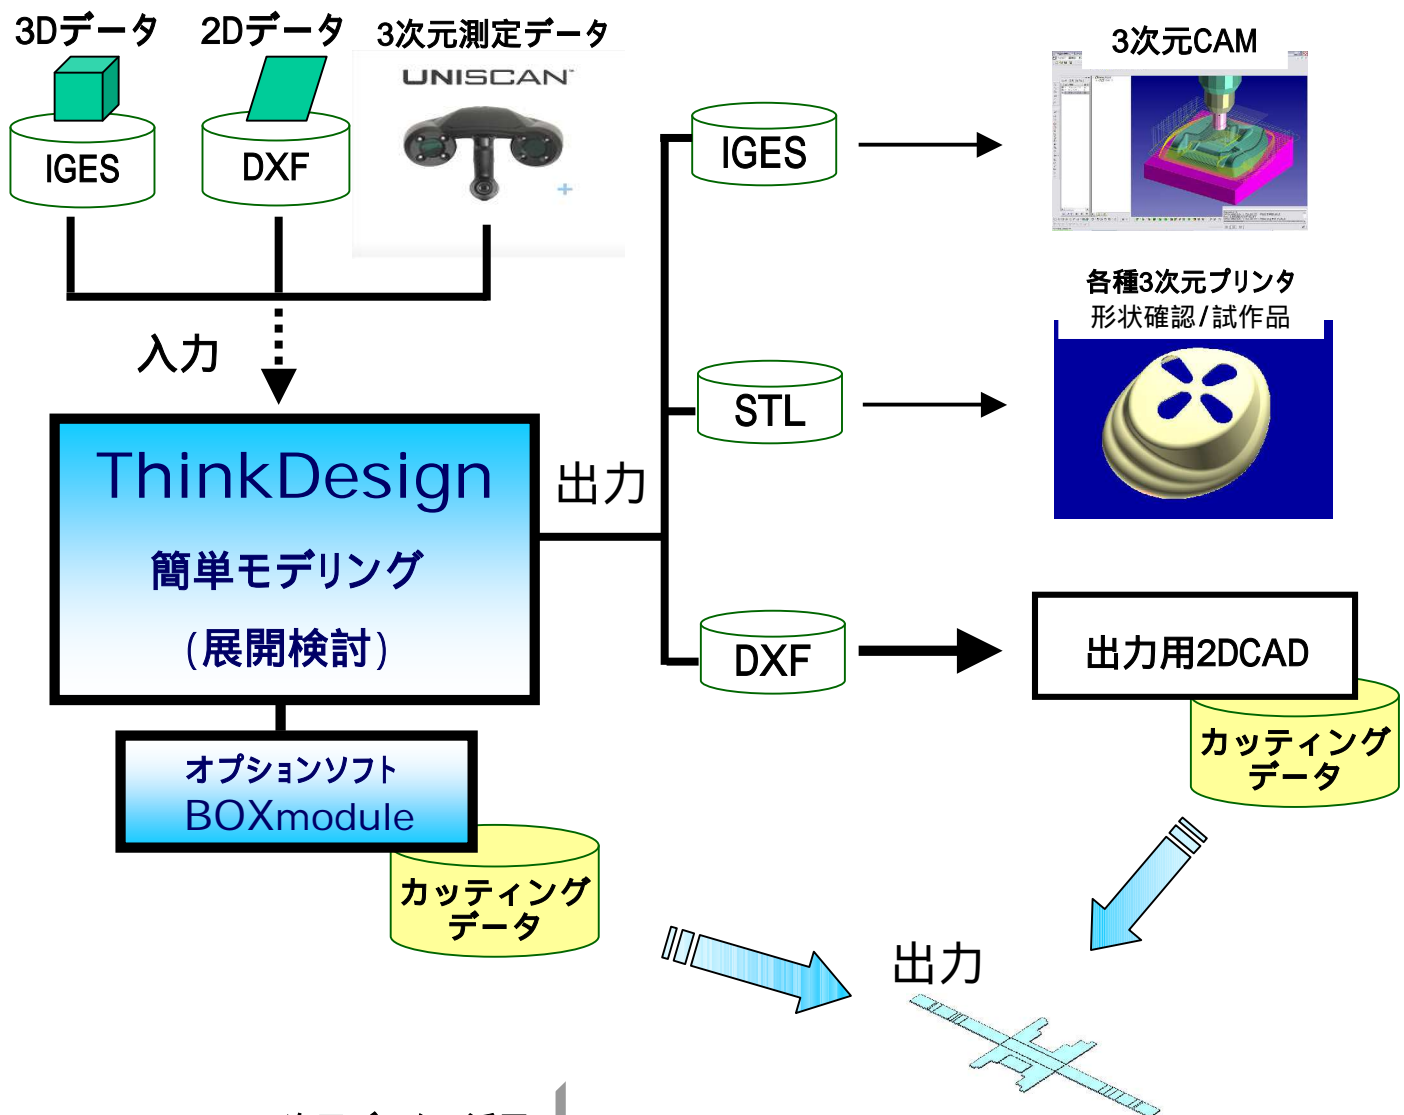 3Dデータ
2Dデータ
3次元測定データ
UNISCAN
IGES
DXF
入力
ThinkDesign
簡単モデリング
(展開検討)
オプションソフト
BOXmodule
カッティング
データ
出力
IGES
STL
DXF
3次元CAM
各種3次元プリンタ
形状確認/試作品
出力用2DCAD
カッティング
データ
出力